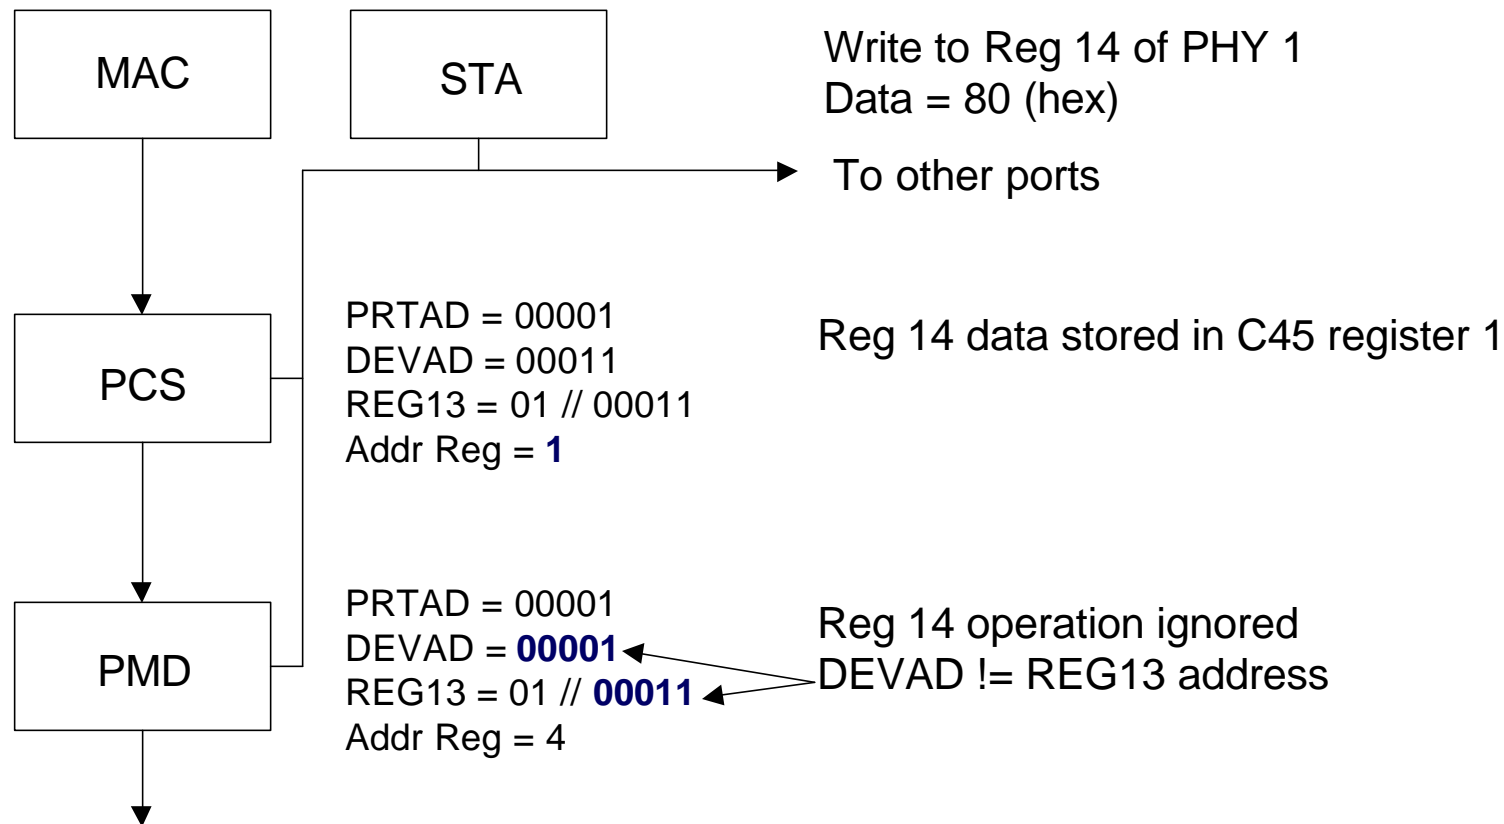 MAC
STA
Write to Reg 14 of PHY 1
Data = 80 (hex)
To other ports
PCS
PRTAD = 00001
DEVAD = 00011
REG13 = 01 // 00011
Addr Reg = 1
Reg 14 data stored in C45 register 1
PMD
PRTAD = 00001
DEVAD = 00001
REG13 = 01 // 00011
Addr Reg = 4
Reg 14 operation ignored
DEVAD != REG13 address